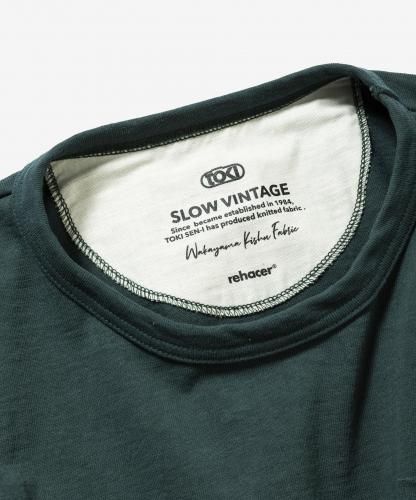 TOKI
SLOW VINTAGE
Since became established in 1984,
TOKI SEN-I has produced knitted fabric.
Wakayama Kishu Fabric
rehacer®